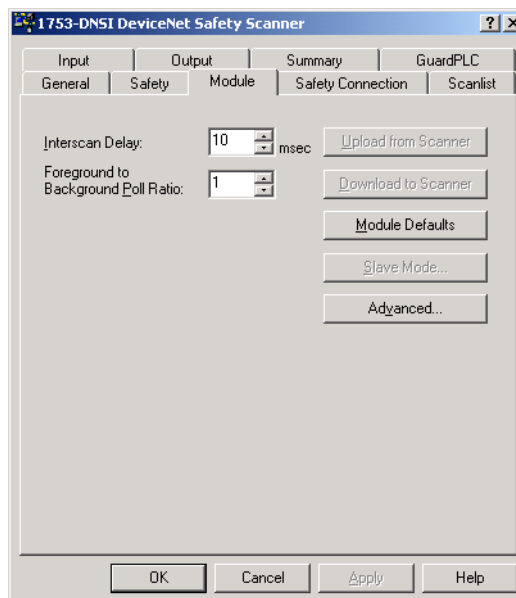 1753-DNSI DeviceNet Safety Scanner
Input Output Summary GuardPLC
General Safety Module Safety Connection Scanlist
Interscan Delay: 10 msec Upload from Scanner
Foreground to
Background Poll Ratio: 1 Download to Scanner
Module Defaults
Slave Mode...
Advanced...
OK Cancel Apply Help